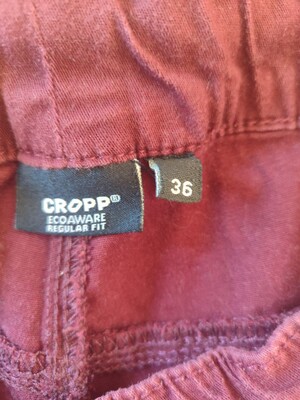 CROPP®
ECOAWARE
REGULAR FIT
36